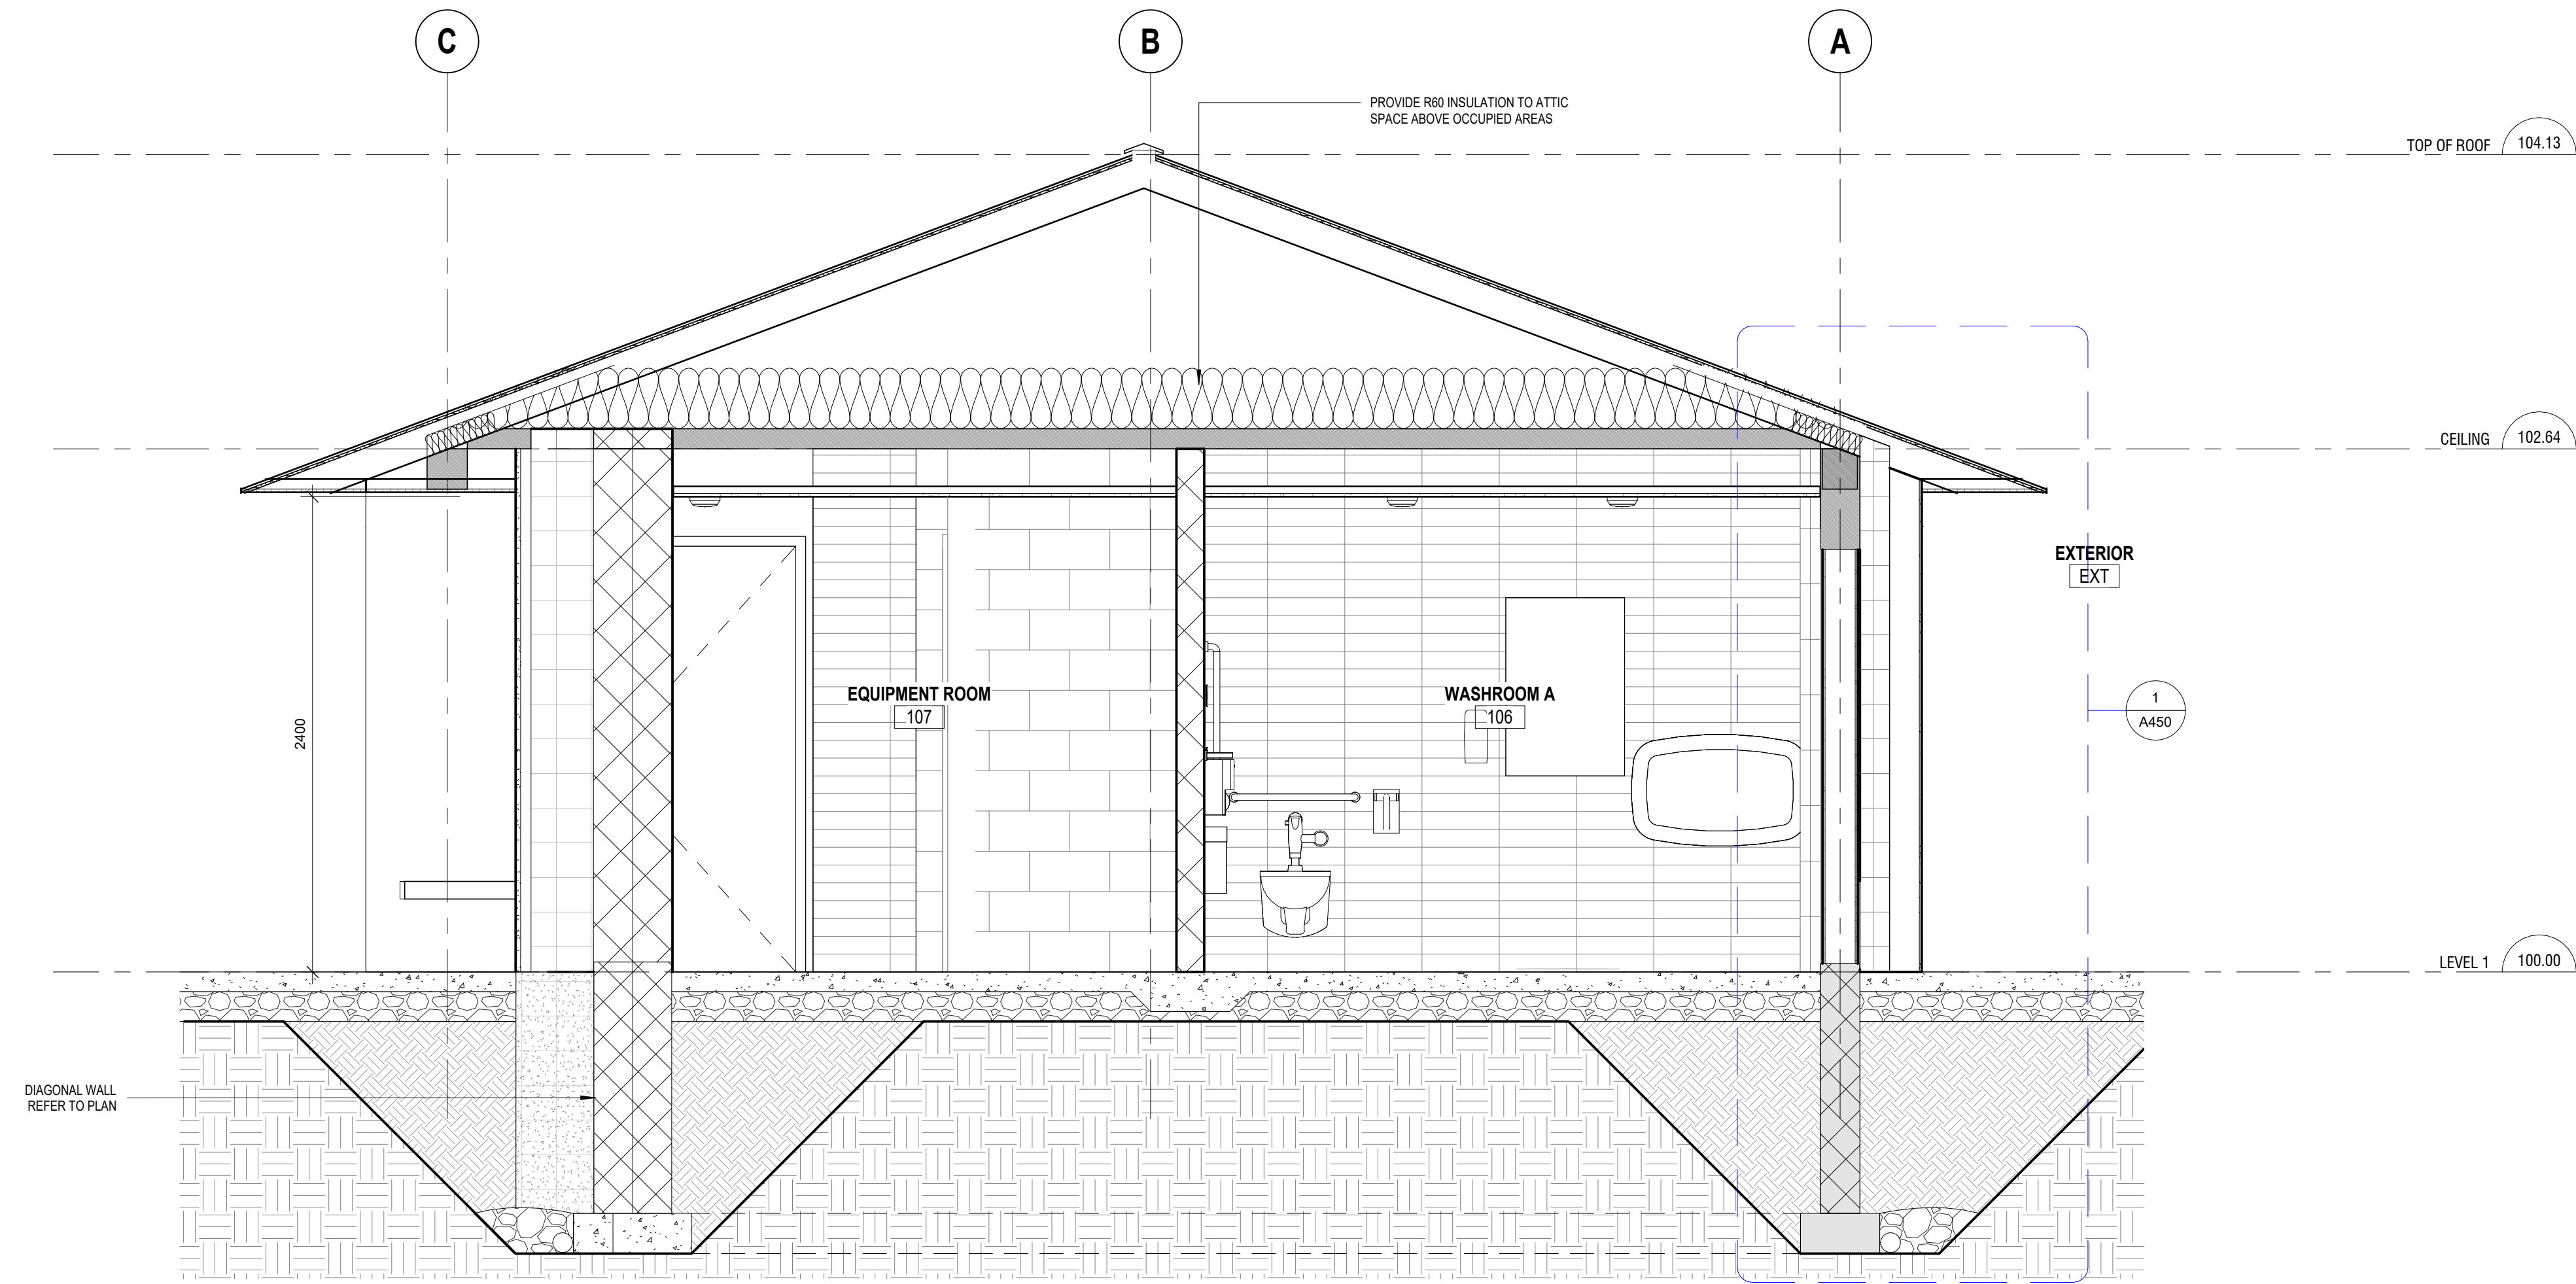 C
B
A
PROVIDE R60 INSULATION TO ATTIC
SPACE ABOVE OCCUPIED AREAS
TOP OF ROOF
104.13
CEILING
102.64
EXTERIOR
EXT
EQUIPMENT ROOM
107
WASHROOM A
106
1
A450
2400
LEVEL 1
100.00
DIAGONAL WALL
REFER TO PLAN